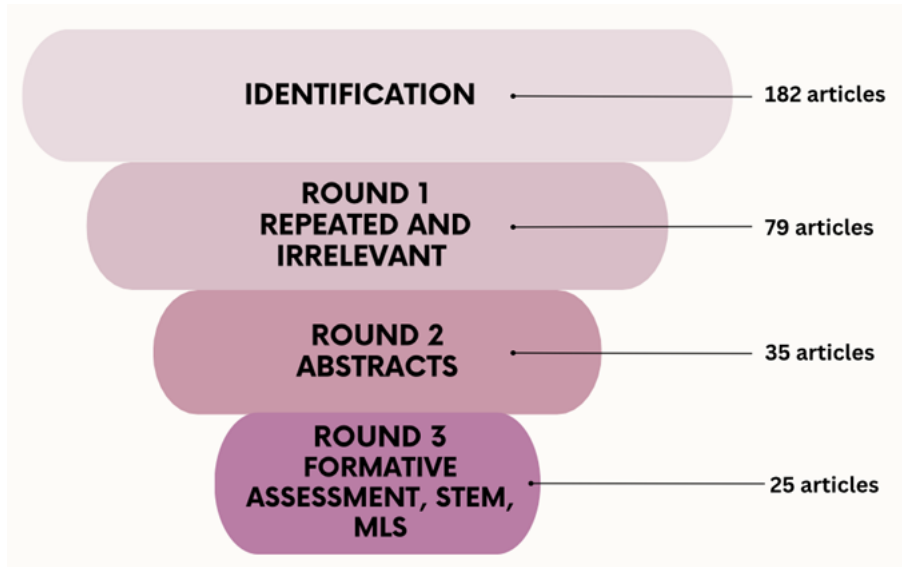 IDENTIFICATION
182 articles
ROUND 1
REPEATED AND
IRRELEVANT
79 articles
ROUND 2
ABSTRACTS
35 articles
ROUND 3
FORMATIVE
ASSESSMENT, STEM,
MLS
25 articles